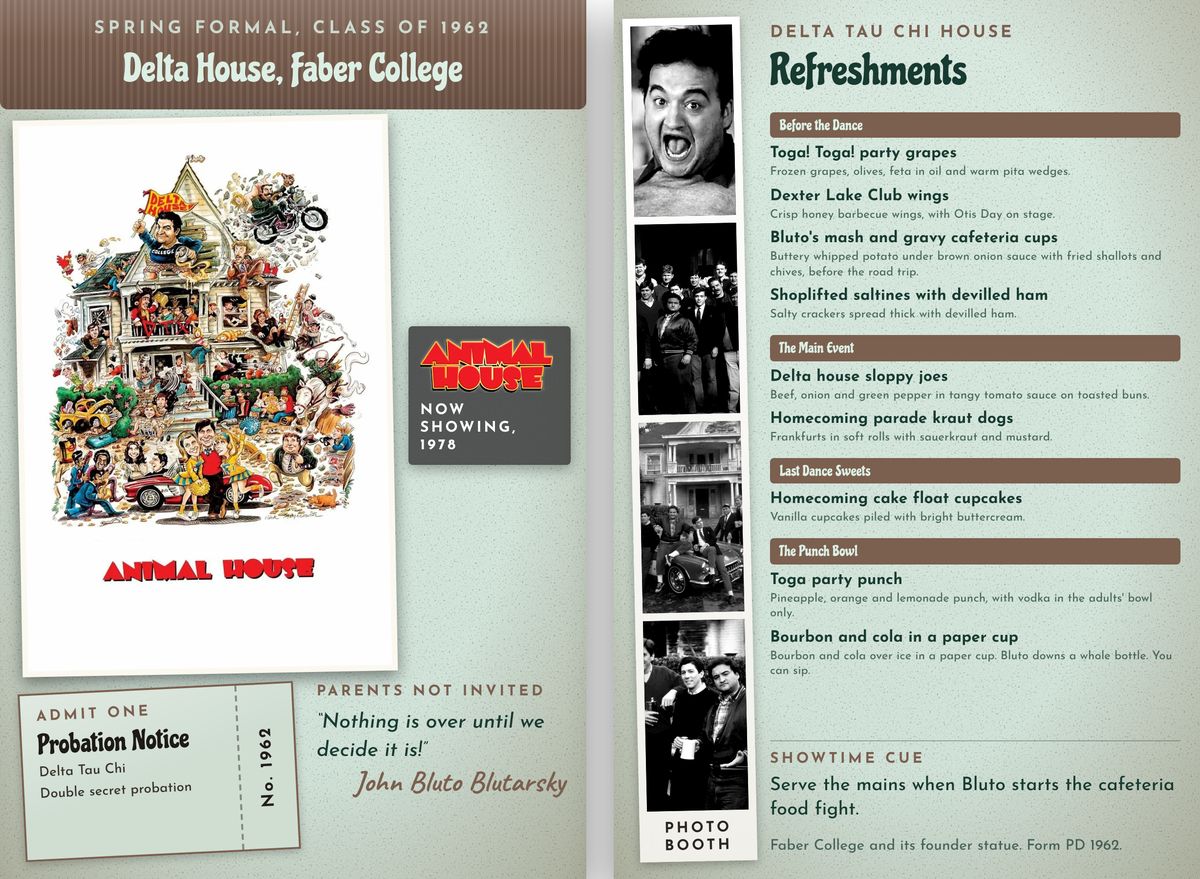 SPRING FORMAL, CLASS OF 1962
Delta House, Faber College
DELTA
HOUSE
COLLEGE
ANIMAL HOUSE
ANIMAL
HOUSE
NOW
SHOWING,
1978
ADMIT ONE
Probation Notice
Delta Tau Chi
Double secret probation
No. 1962
PARENTS NOT INVITED
"Nothing is over until we
decide it is!"
John Bluto Blutarsky
PHOTO
BOOTH
DELTA TAU CHI HOUSE
Refreshments
Before the Dance
Toga! Toga! party grapes
Frozen grapes, olives, feta in oil and warm pita wedges.
Dexter Lake Club wings
Crisp honey barbecue wings, with Otis Day on stage.
Bluto's mash and gravy cafeteria cups
Buttery whipped potato under brown onion sauce with fried shallots and
chives, before the road trip.
Shoplifted saltines with devilled ham
Salty crackers spread thick with devilled ham.
The Main Event
Delta house sloppy joes
Beef, onion and green pepper in tangy tomato sauce on toasted buns.
Homecoming parade kraut dogs
Frankfurts in soft rolls with sauerkraut and mustard.
Last Dance Sweets
Homecoming cake float cupcakes
Vanilla cupcakes piled with bright buttercream.
The Punch Bowl
Toga party punch
Pineapple, orange and lemonade punch, with vodka in the adults' bowl
only.
Bourbon and cola in a paper cup
Bourbon and cola over ice in a paper cup. Bluto downs a whole bottle. You
can sip.
SHOWTIME CUE
Serve the mains when Bluto starts the cafeteria
food fight.
Faber College and its founder statue. Form PD 1962.